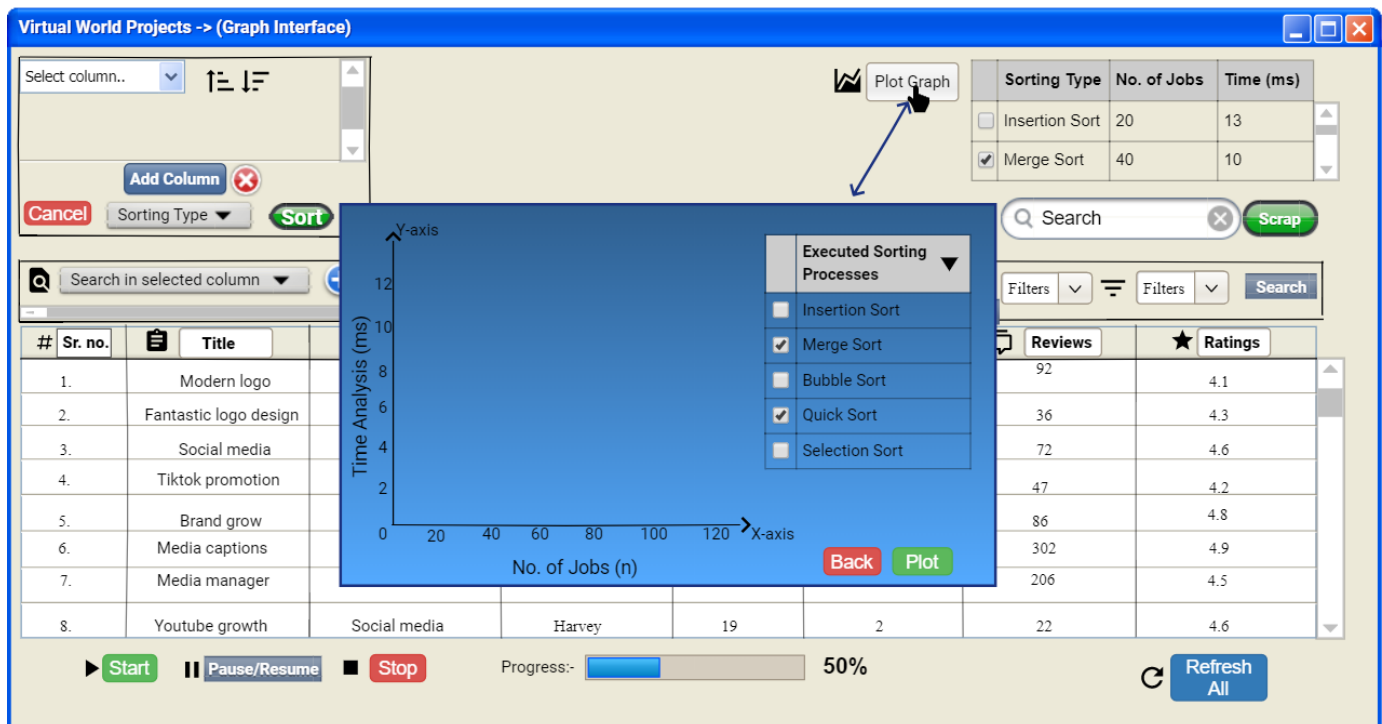 Virtual World Projects -> (Graph Interface)
Select column..
Plot Graph
Sorting Type No. of Jobs Time (ms)
Insertion Sort 20 13
Merge Sort 40 10
Add Column
Cancel Sorting Type Sort
Search Scrap
Search in selected column
Filters Filters Search
Y-axis
12
10
8
6
4
2
0 20 40 60 80 100 120 X-axis
Time Analysis (ms)
No. of Jobs (n)
Executed Sorting
Processes
Insertion Sort
Merge Sort
Bubble Sort
Quick Sort
Selection Sort
Back Plot
# Sr. no. Title Reviews Ratings
1. Modern logo 92 4.1
2. Fantastic logo design 36 4.3
3. Social media 72 4.6
4. Tiktok promotion 47 4.2
5. Brand grow 86 4.8
6. Media captions 302 4.9
7. Media manager 206 4.5
8. Youtube growth Social media Harvey 19 2 22 4.6
Start Pause/Resume Stop Progress:- 50% Refresh
All